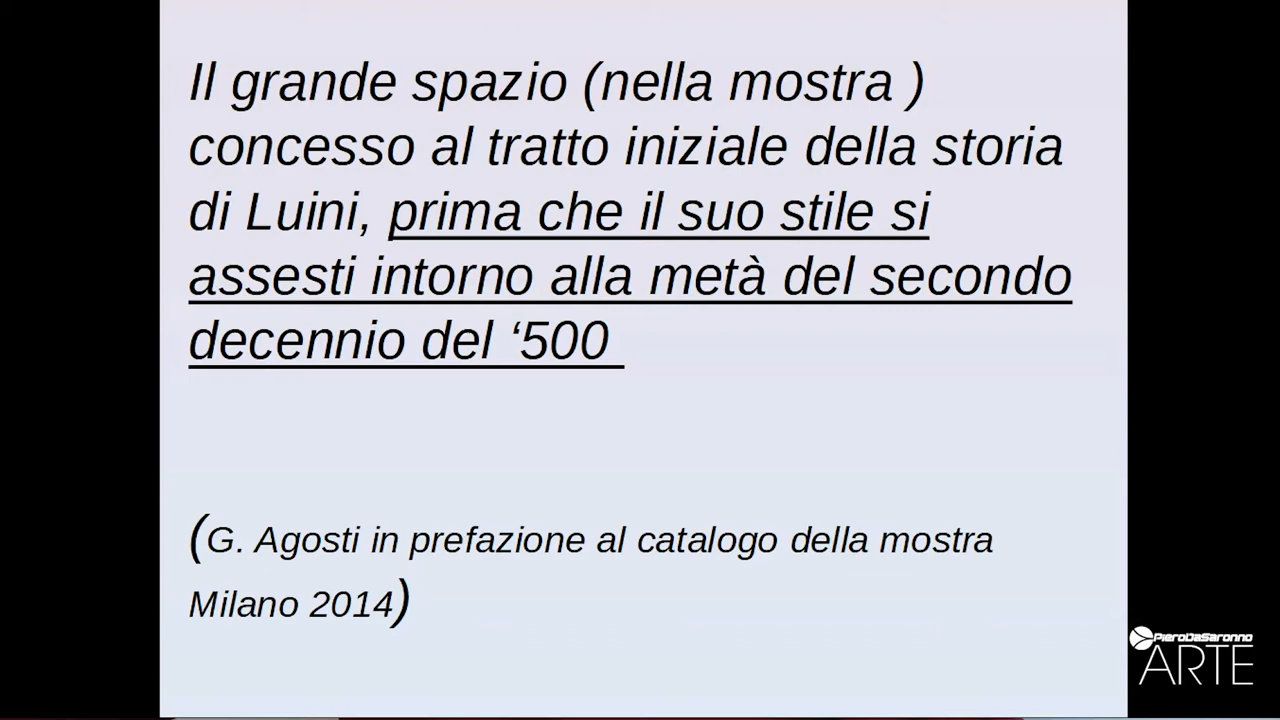 Il grande spazio (nella mostra )
concesso al tratto iniziale della storia
di Luini, prima che il suo stile si
assesti intorno alla metà del secondo
decennio del ‘500
(G. Agosti in prefazione al catalogo della mostra
Milano 2014)
PieroDaSaronno
ARTE